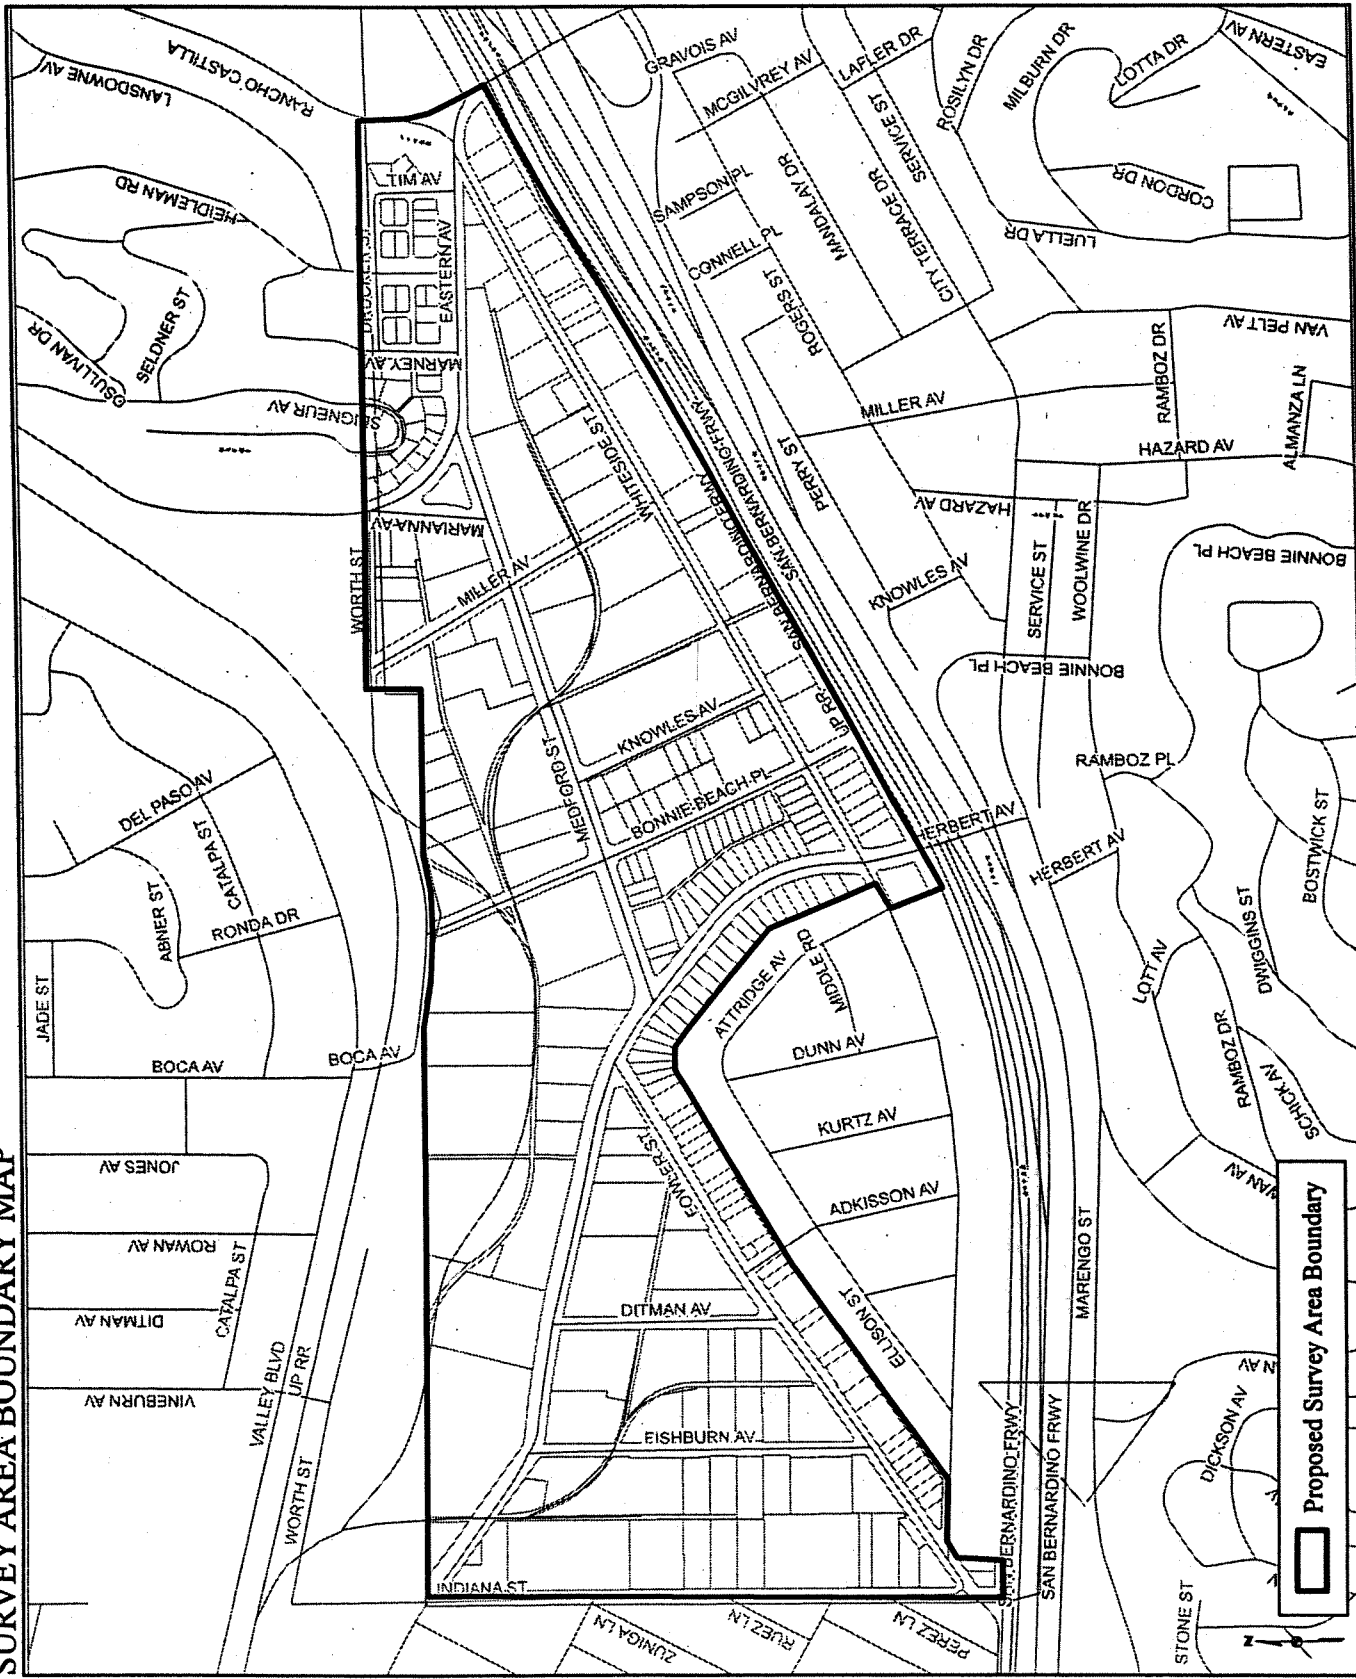 SURVEY AREA BOUNDARY MAP
LANSDOWNE AV
RANCHO CASTILLA
HEIDLEMAN RD
OSULLIVAN DR
SELDNER ST
SEIGNEUR AV
TIM AV
EASTERN AV
MARNEY AV
MARIANNA AV
WORTH ST
MILLER AV
WHITESIDE ST
MEDFORD ST
KNOWLES AV
BONNIE BEACH PL
UP RR
SAN BERNARDINO FRWY
SAN BERNARDINO FRWY
GRAVOIS AV
MCGILVREY AV
LAFLER DR
SERVICE ST
ROSILYN DR
MILBURN DR
LOTTA DR
EASTERN AV
CORDON DR
LUELLA DR
SAMPSON PL
CONNELL PL
MANDALAY DR
ROGERS ST
CITY TERRACE DR
PERRY ST
MILLER AV
HAZARD AV
HAZARD AV
KNOWLES AV
VAN PELT AV
RAMBOZ DR
ALMANZA LN
SERVICE ST
WOOLWINE DR
BONNIE BEACH PL
BONNIE BEACH PL
RAMBOZ PL
HERBERT AV
HERBERT AV
BOSTWICK ST
DWIGGINS ST
LOTT AV
RAMBOZ DR
SCHICK AV
DEL PASO AV
CATALPA ST
ABNER ST
RONDA DR
JADE ST
BOCA AV
BOCA AV
JONES AV
ROWAN AV
CATALPA ST
DITMAN AV
VINEBURN AV
VALLEY BLVD
UP RR
WORTH ST
ATTRIDGE AV
MIDDLE RD
DUNN AV
KURTZ AV
ADKISSON AV
FOWLER ST
DITMAN AV
ELLISON ST
FISHBURN AV
INDIANA ST
MARENGO ST
SAN BERNARDINO FRWY
SAN BERNARDINO FRWY
DICKSON AV
STONE ST
ZUNIGA LN
RUEZ LN
PEREZ LN
Proposed Survey Area Boundary
N